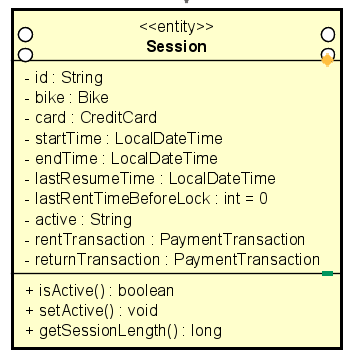 <<entity>>
Session
- id : String
- bike : Bike
- card : CreditCard
- startTime : LocalDateTime
- endTime : LocalDateTime
- lastResumeTime : LocalDateTime
- lastRentTimeBeforeLock : int = 0
- active : String
- rentTransaction : PaymentTransaction
- returnTransaction : PaymentTransaction
+ isActive() : boolean
+ setActive() : void
+ getSessionLength() : long